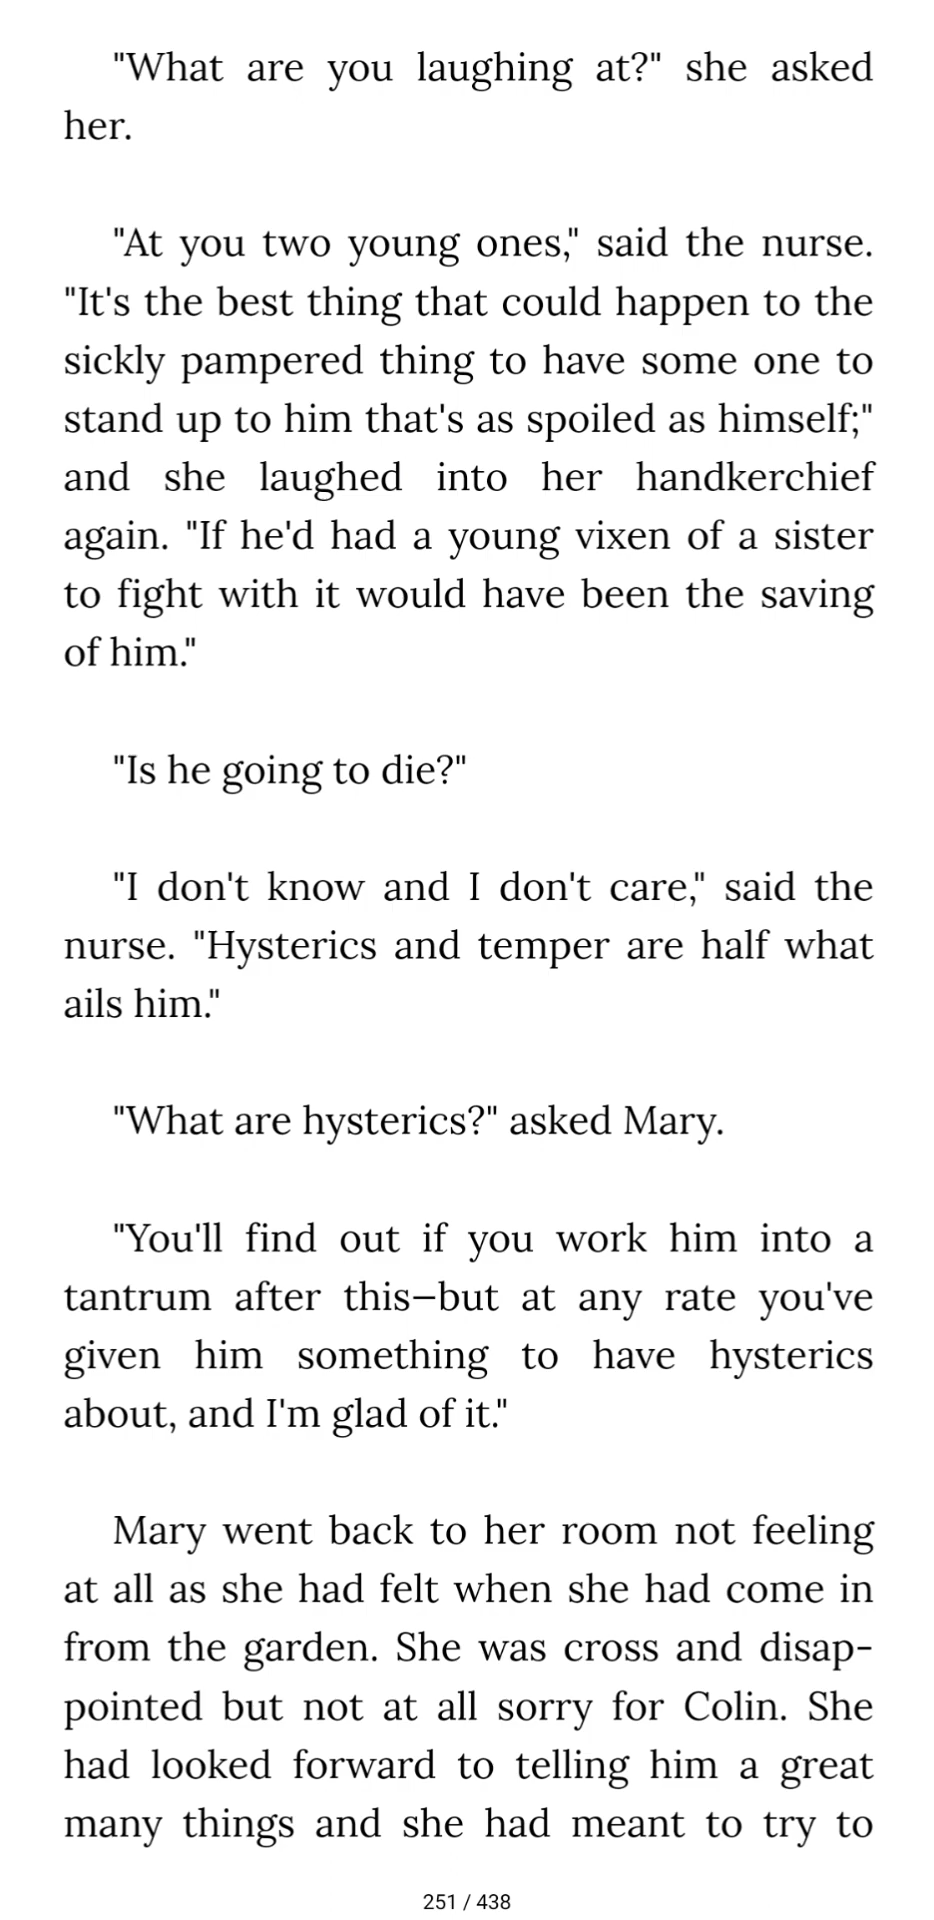 "What are you laughing at?" she asked
her.
"At you two young ones," said the nurse.
"It's the best thing that could happen to the
sickly pampered thing to have some one to
stand up to him that's as spoiled as himself;"
and she laughed into her handkerchief
again. "If he'd had a young vixen of a sister
to fight with it would have been the saving
of him."
"Is he going to die?"
"I don't know and I don't care," said the
nurse. "Hysterics and temper are half what
ails him."
"What are hysterics?" asked Mary.
"You'll find out if you work him into a
tantrum after this—but at any rate you've
given him something to have hysterics
about, and I'm glad of it."
Mary went back to her room not feeling
at all as she had felt when she had come in
from the garden. She was cross and disap-
pointed but not at all sorry for Colin. She
had looked forward to telling him a great
many things and she had meant to try to
251 / 438